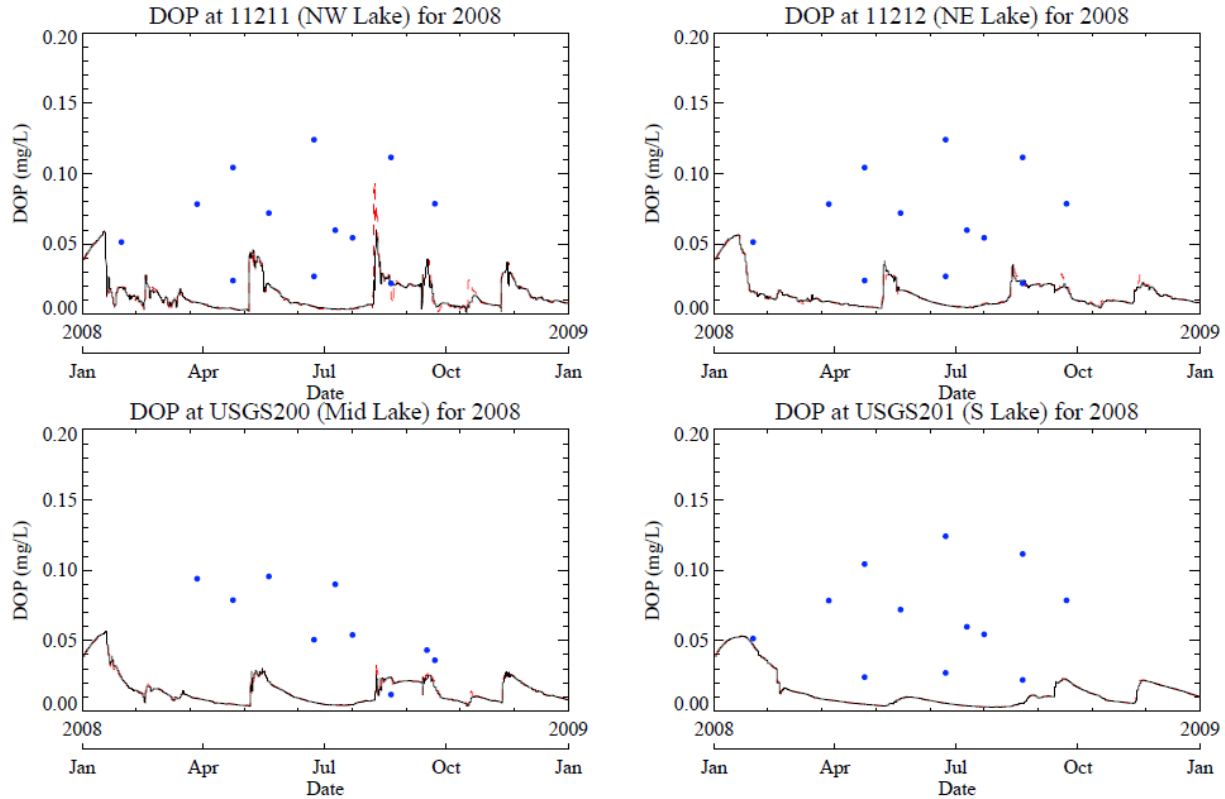 DOP at 11211 (NW Lake) for 2008
DOP at 11212 (NE Lake) for 2008
0.20
0.15
0.10
0.05
0.00
DOP (mg/L)
2008 2009
Jan Apr Jul Oct Jan
Date
0.20
0.15
0.10
0.05
0.00
DOP (mg/L)
2008 2009
Jan Apr Jul Oct Jan
Date
DOP at USGS200 (Mid Lake) for 2008
DOP at USGS201 (S Lake) for 2008
0.20
0.15
0.10
0.05
0.00
DOP (mg/L)
2008 2009
Jan Apr Jul Oct Jan
Date
0.20
0.15
0.10
0.05
0.00
DOP (mg/L)
2008 2009
Jan Apr Jul Oct Jan
Date